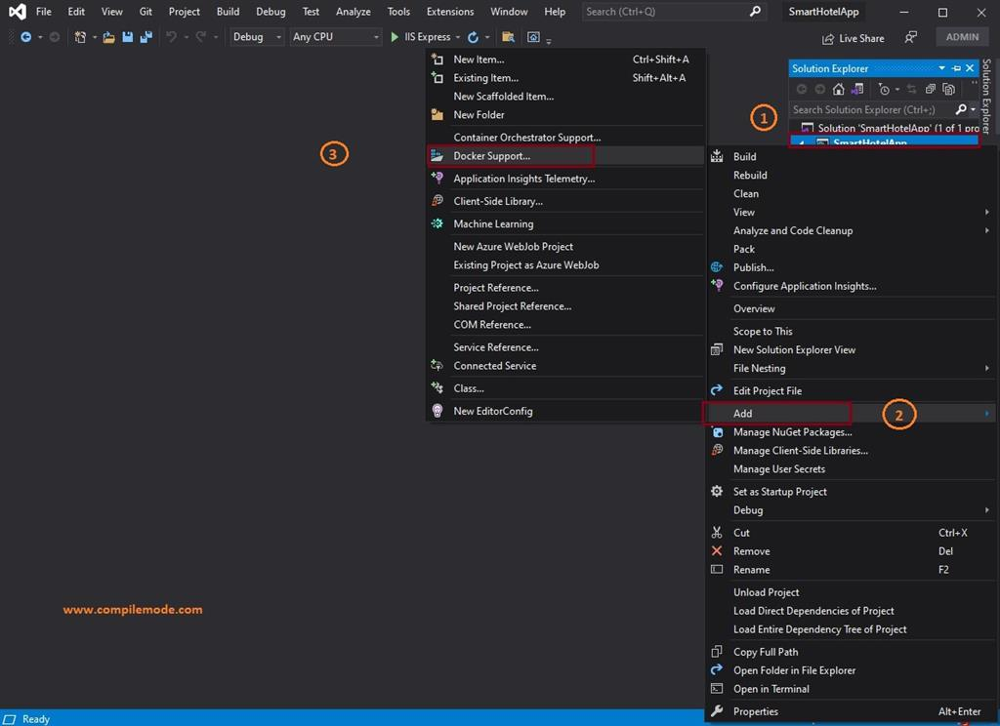 File Edit View Git Project Build Debug Test Analyze Tools Extensions Window Help Search (Ctrl+Q) SmartHotelApp
Debug Any CPU IIS Express Live Share ADMIN
Solution Explorer
Search Solution Explorer (Ctrl+;)
Solution 'SmartHotelApp' (1 of 1 pro
SmartHotelApp
Solution Explorer
1
New Item... Ctrl+Shift+A
Existing Item... Shift+Alt+A
New Scaffolded Item...
New Folder
Container Orchestrator Support...
3
Docker Support...
Application Insights Telemetry...
Client-Side Library...
Machine Learning
New Azure WebJob Project
Existing Project as Azure WebJob
Project Reference...
Shared Project Reference...
COM Reference...
Service Reference...
Connected Service
Class...
New EditorConfig
Build
Rebuild
Clean
View
Analyze and Code Cleanup
Pack
Publish...
Configure Application Insights...
Overview
Scope to This
New Solution Explorer View
File Nesting
Edit Project File
Add
2
Manage NuGet Packages...
Manage Client-Side Libraries...
Manage User Secrets
Set as Startup Project
Debug
Cut Ctrl+X
Remove Del
Rename F2
Unload Project
Load Direct Dependencies of Project
Load Entire Dependency Tree of Project
Copy Full Path
Open Folder in File Explorer
Open in Terminal
Properties Alt+Enter
www.compilemode.com
Ready